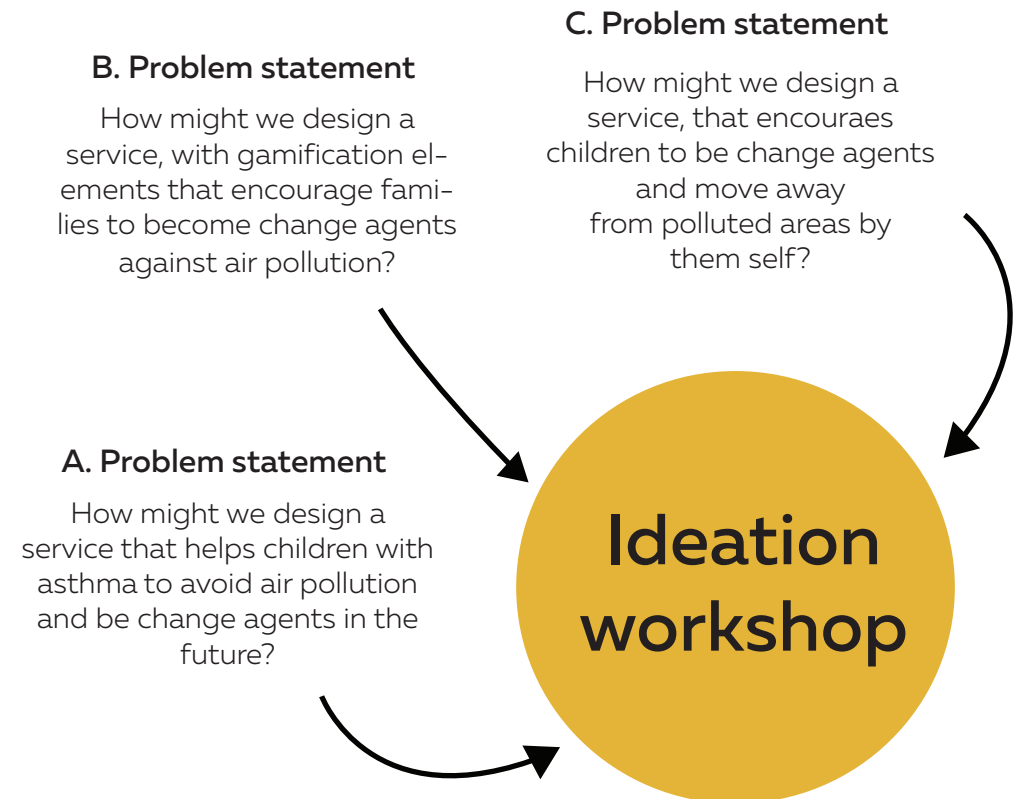 B. Problem statement
How might we design a
service, with gamification el-
ements that encourage fami-
lies to become change agents
against air pollution?
C. Problem statement
How might we design a
service, that encouraes
children to be change agents
and move away
from polluted areas by
them self?
A. Problem statement
How might we design a
service that helps children with
asthma to avoid air pollution
and be change agents in the
future?
Ideation
workshop